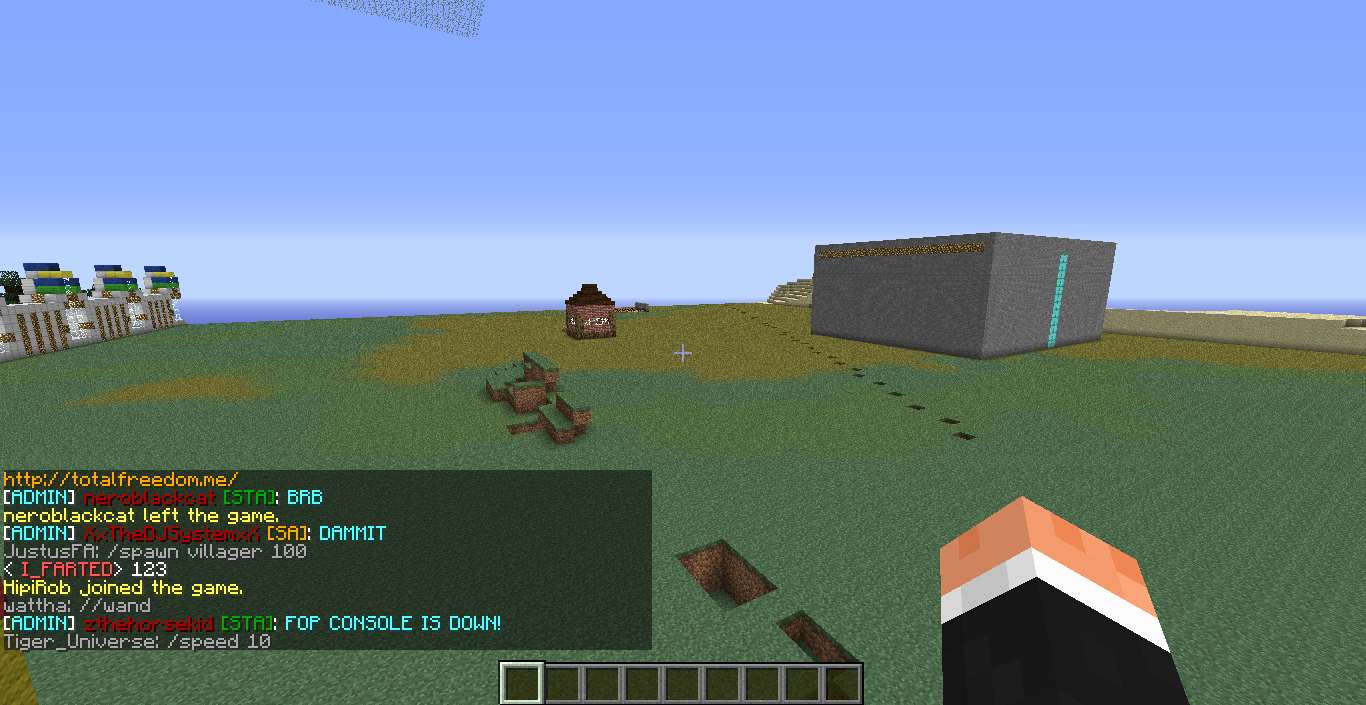 http://totalfreedom.me/
[ADMIN] neroblackcat [STA]: BRB
neroblackcat left the game.
[ADMIN] XxTheDJSystemxX [SA]: DAMMIT
JustusFA: /spawn villager 100
< I_FARTED> 123
HipiRob joined the game.
wattha: //wand
[ADMIN] zthehorsekid [STA]: FOP CONSOLE IS DOWN!
Tiger_Universe: /speed 10